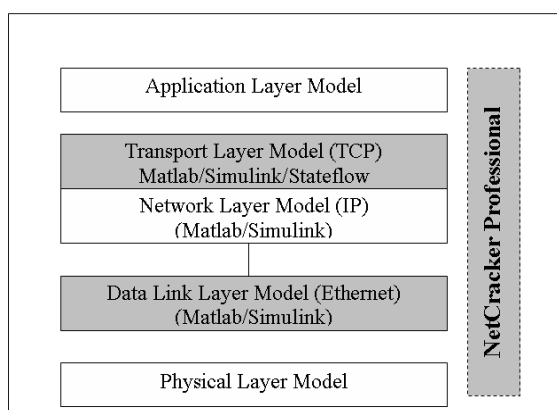 Application Layer Model
Transport Layer Model (TCP)
Matlab/Simulink/Stateflow
Network Layer Model (IP)
(Matlab/Simulink)
Data Link Layer Model (Ethernet)
(Matlab/Simulink)
Physical Layer Model
NetCracker Professional